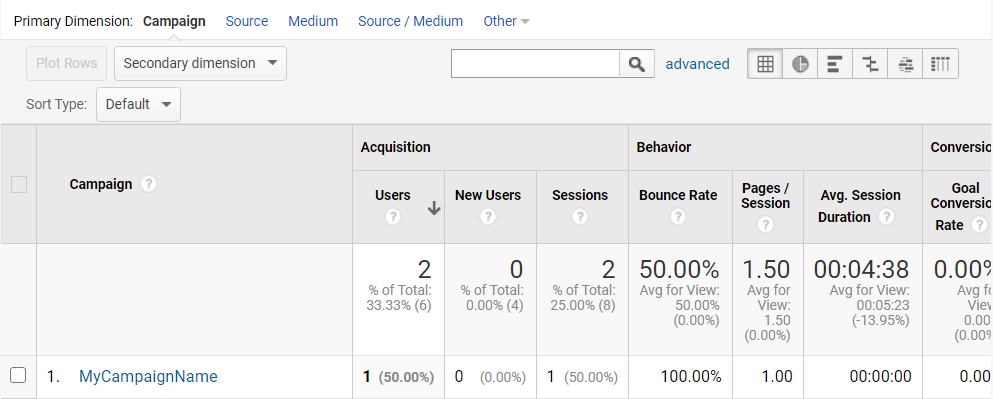 Primary Dimension: Campaign Source Medium Source / Medium Other
Plot Rows Secondary dimension advanced
Sort Type: Default
Acquisition Behavior Conversio
Campaign ? Users ? New Users ? Sessions ? Bounce Rate ? Pages / Session ? Avg. Session Duration ? Goal Conversio Rate ?
2 0 2 50.00% 1.50 00:04:38 0.00%
% of Total: 33.33% (6) % of Total: 0.00% (4) % of Total: 25.00% (8) Avg for View: 50.00% (0.00%) Avg for View: 1.50 (0.00%) Avg for View: 00:05:23 (-13.95%) Avg fo View 0.00 (0.00%
1. MyCampaignName 1 (50.00%) 0 (0.00%) 1 (50.00%) 100.00% 1.00 00:00:00 0.00